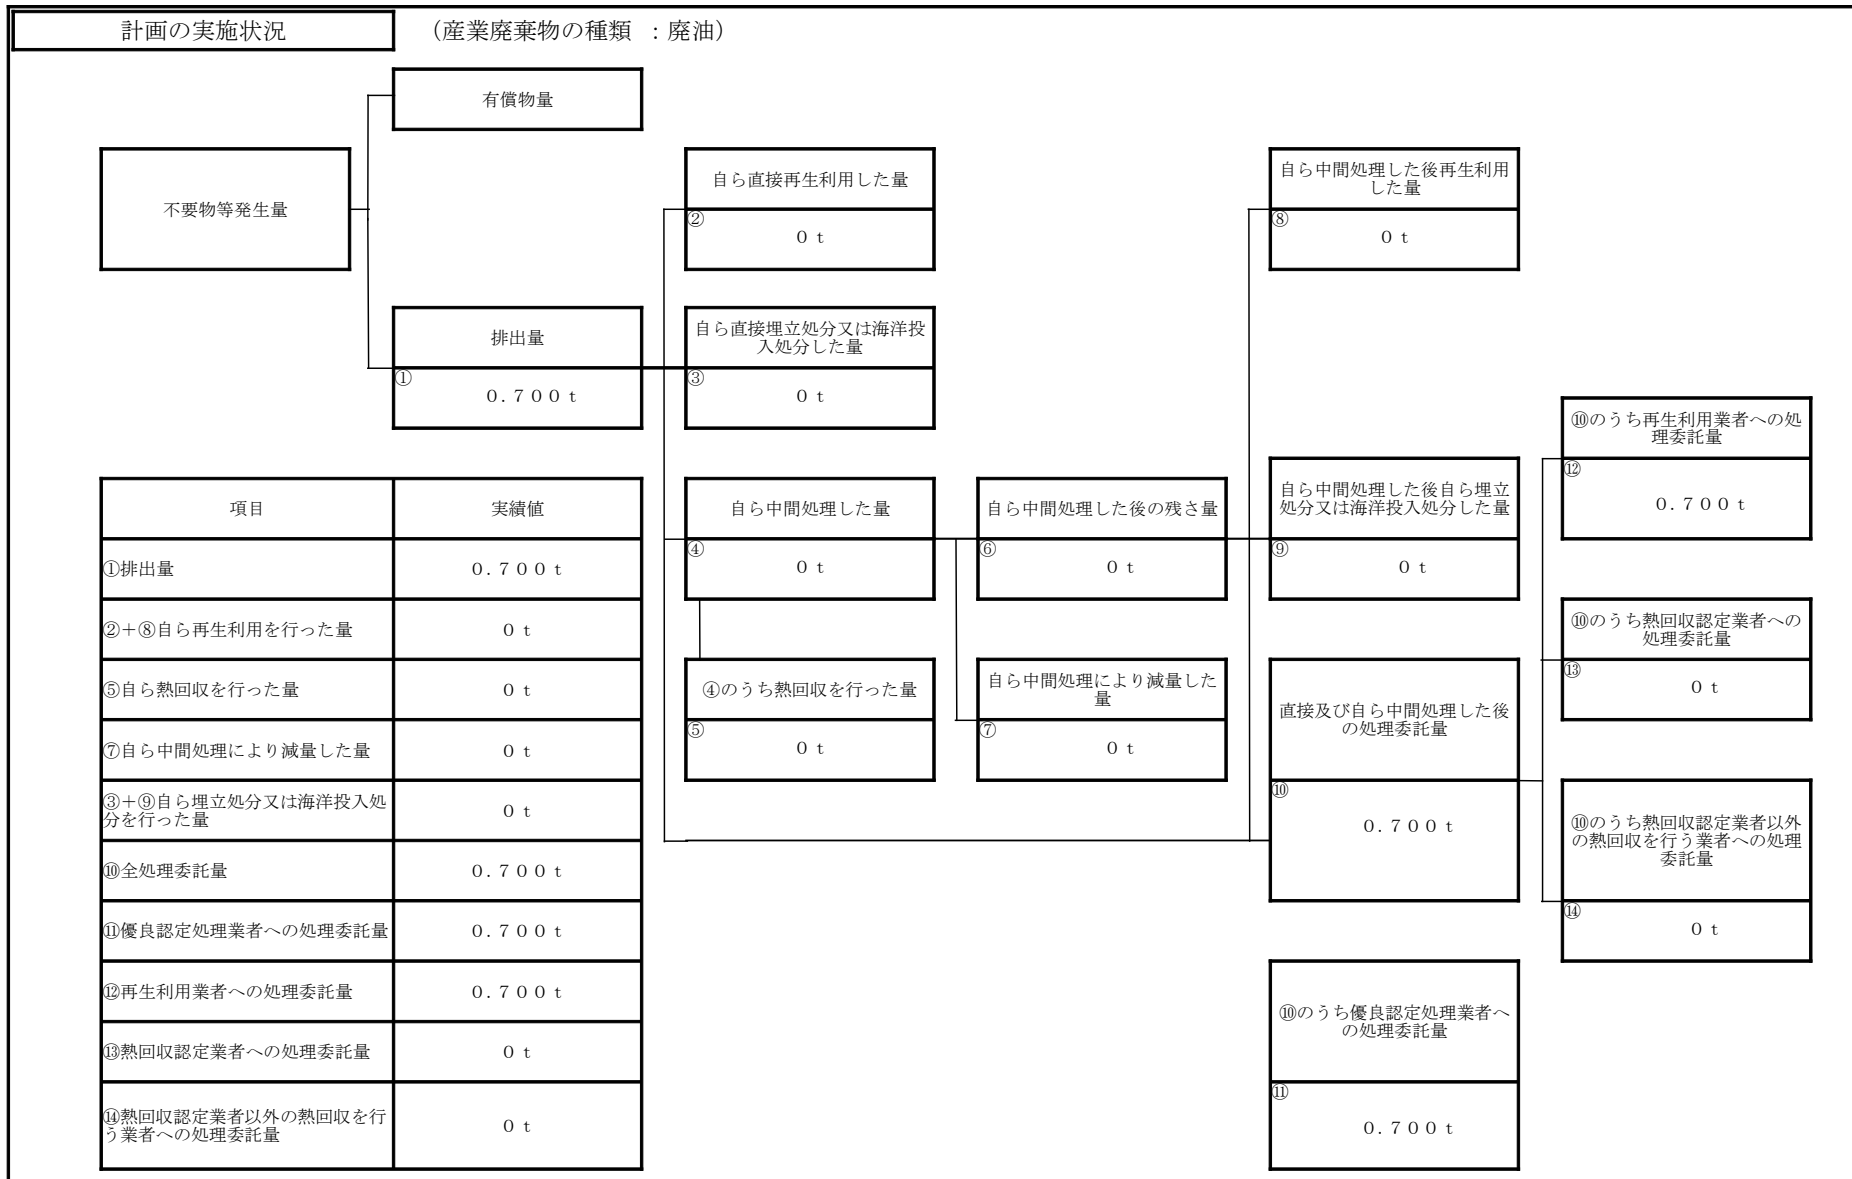 計画の実施状況
（産業廃棄物の種類　：廃油）
有償物量
不要物等発生量
自ら直接再生利用した量
②
０ｔ
自ら中間処理した後再生利用
した量
⑧
０ｔ
排出量
①
０.７００ｔ
自ら直接埋立処分又は海洋投
入処分した量
③
０ｔ
⑩のうち再生利用業者への処
理委託量
⑫
０.７００ｔ
自ら中間処理した量
④
０ｔ
自ら中間処理した後の残さ量
⑥
０ｔ
自ら中間処理した後自ら埋立
処分又は海洋投入処分した量
⑨
０ｔ
⑩のうち熱回収認定業者への
処理委託量
⑬
０ｔ
④のうち熱回収を行った量
⑤
０ｔ
自ら中間処理により減量した
量
⑦
０ｔ
直接及び自ら中間処理した後
の処理委託量
⑩
０.７００ｔ
⑩のうち熱回収認定業者以外
の熱回収を行う業者への処理
委託量
⑭
０ｔ
⑩のうち優良認定処理業者へ
の処理委託量
⑪
０.７００ｔ
項目　実績値
①排出量　０.７００ｔ
②＋⑧自ら再生利用を行った量　０ｔ
⑤自ら熱回収を行った量　０ｔ
⑦自ら中間処理により減量した量　０ｔ
③＋⑨自ら埋立処分又は海洋投入処
分を行った量　０ｔ
⑩全処理委託量　０.７００ｔ
⑪優良認定処理業者への処理委託量　０.７００ｔ
⑫再生利用業者への処理委託量　０.７００ｔ
⑬熱回収認定業者への処理委託量　０ｔ
⑭熱回収認定業者以外の熱回収を行
う業者への処理委託量　０ｔ